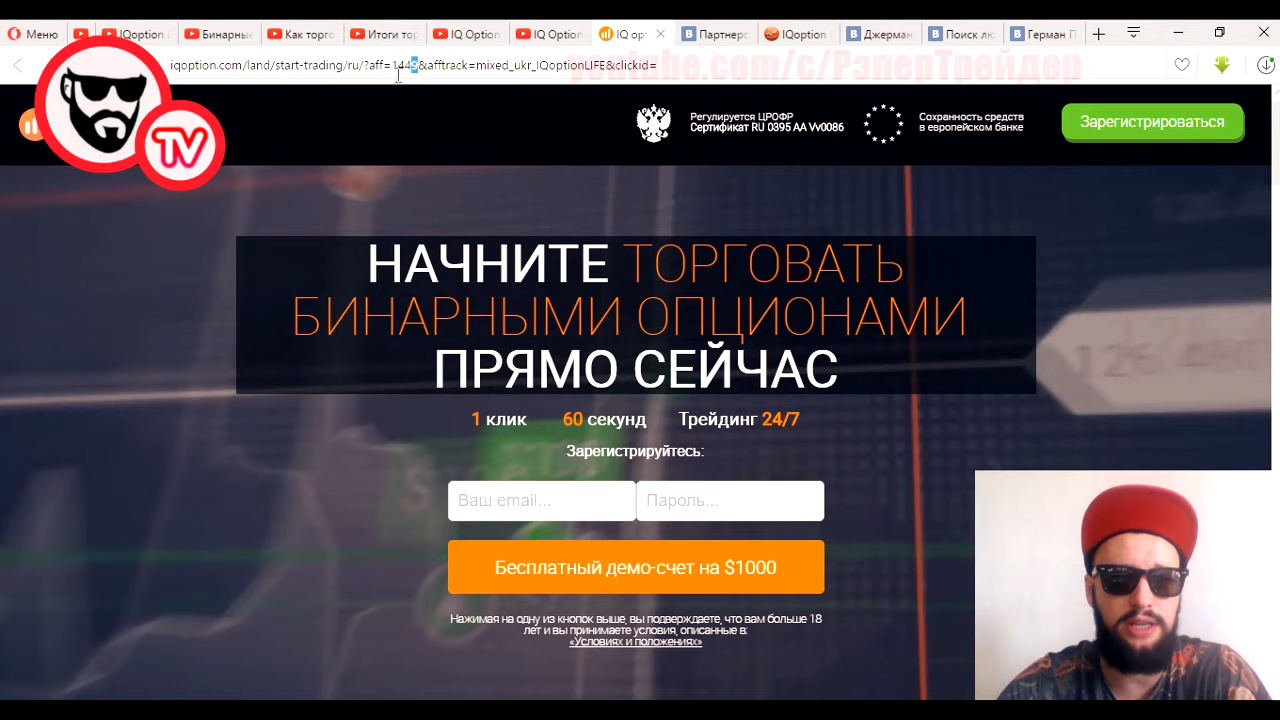 Меню
IQoption L
Бинарны
Как торго
Итоги тор
IQ Option
IQ Option
IQ opt
Партнерс
IQoption
Джерман
Поиск лю
Герман П
iqoption.com/land/start-trading/ru/?aff=1449&afftrack=mixed_ukr_IQoptionLIFE&clickid=
youtube.com/c/РэперТрейдер
TV
Регулируется ЦРОФР
Сертификат RU 0395 AA Vv0086
Сохранность средств
в европейском банке
Зарегистрироваться
НАЧНИТЕ ТОРГОВАТЬ
БИНАРНЫМИ ОПЦИОНАМИ
ПРЯМО СЕЙЧАС
1 клик 60 секунд Трейдинг 24/7
Зарегистрируйтесь:
Ваш email...
Пароль...
Бесплатный демо-счет на $1000
Нажимая на одну из кнопок выше, вы подтверждаете, что вам больше 18
лет и вы принимаете условия, описанные в:
«Условиях и положениях»